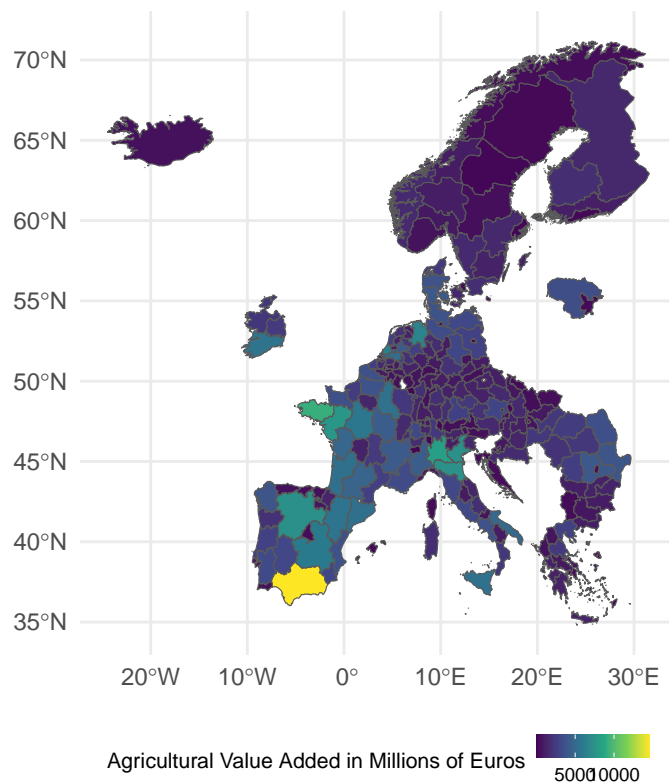 70°N
65°N
60°N
55°N
50°N
45°N
40°N
35°N
20°W 10°W 0° 10°E 20°E 30°E
Agricultural Value Added in Millions of Euros
5000 10000